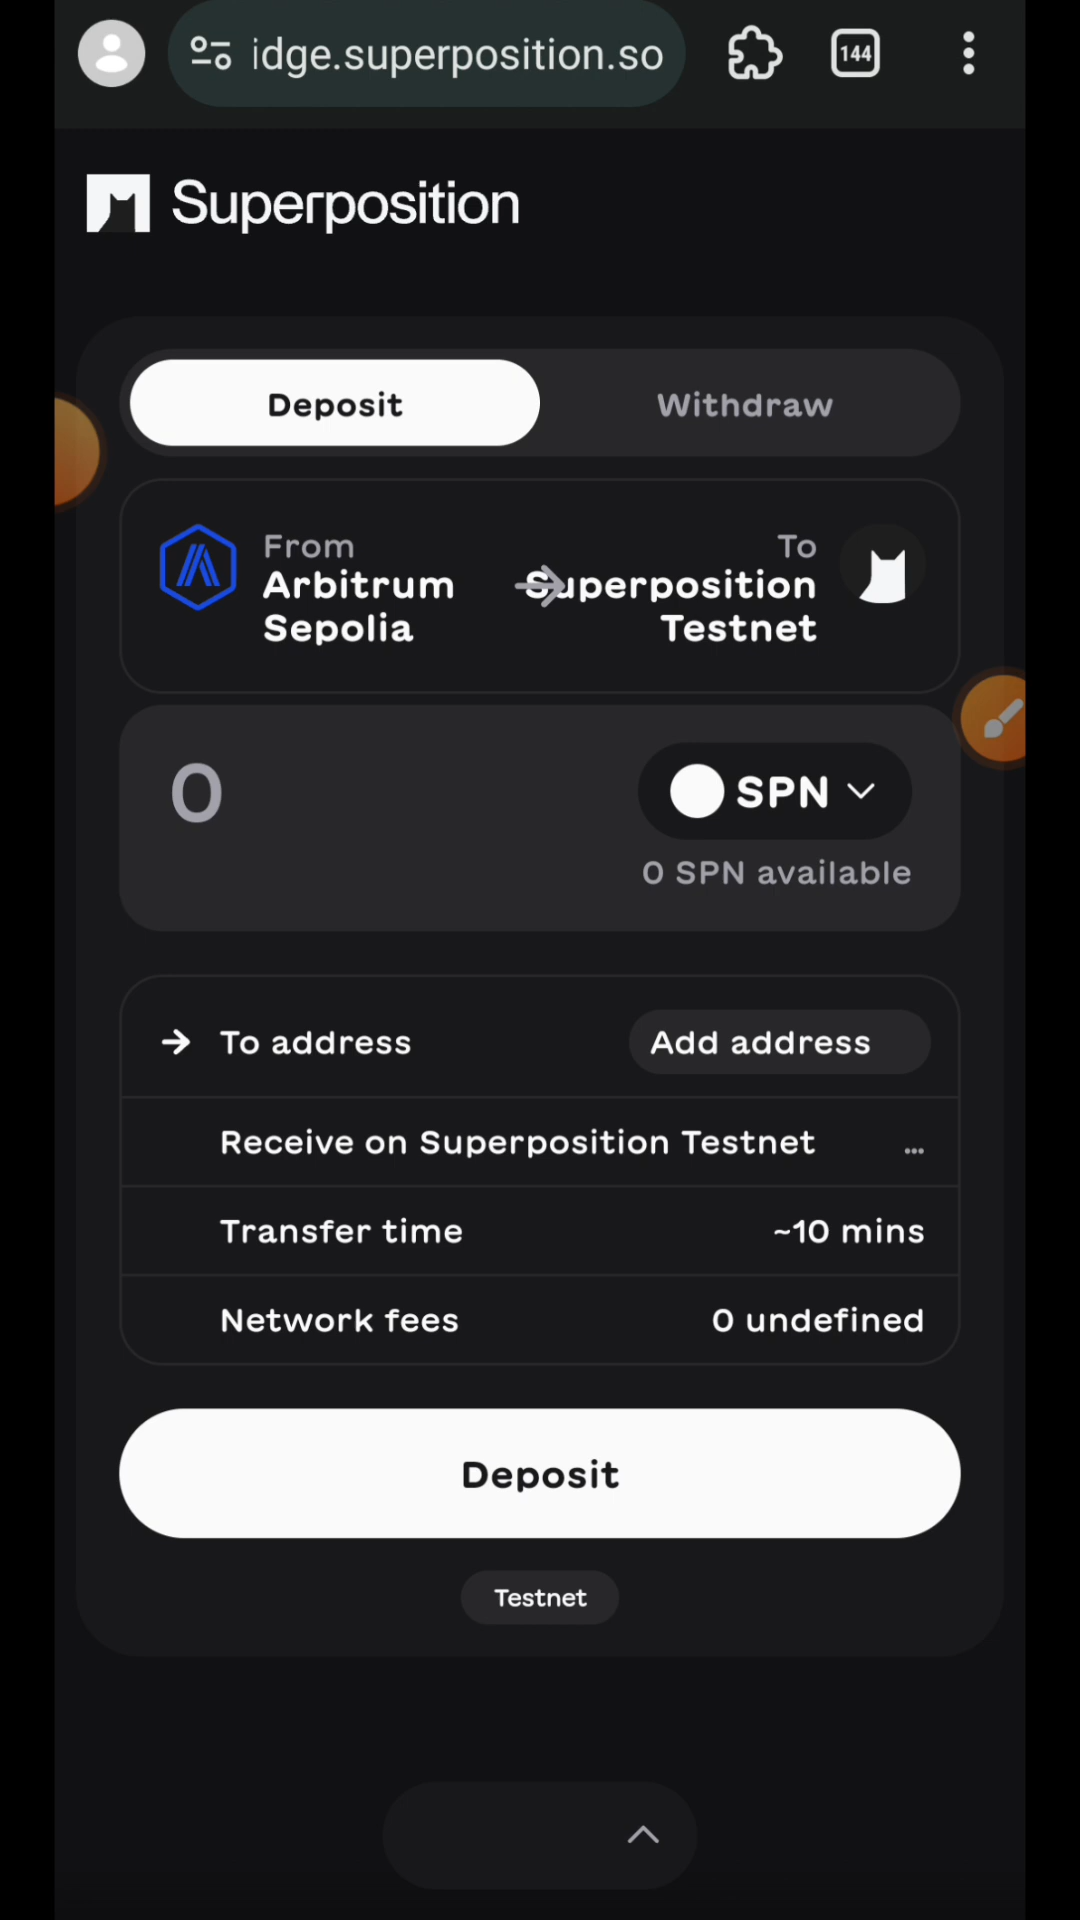 idge.superposition.so
144
Superposition
Deposit
Withdraw
From
Arbitrum
Sepolia
To
Superposition
Testnet
0
SPN
0 SPN available
To address
Add address
Receive on Superposition Testnet
...
Transfer time
~10 mins
Network fees
0 undefined
Deposit
Testnet